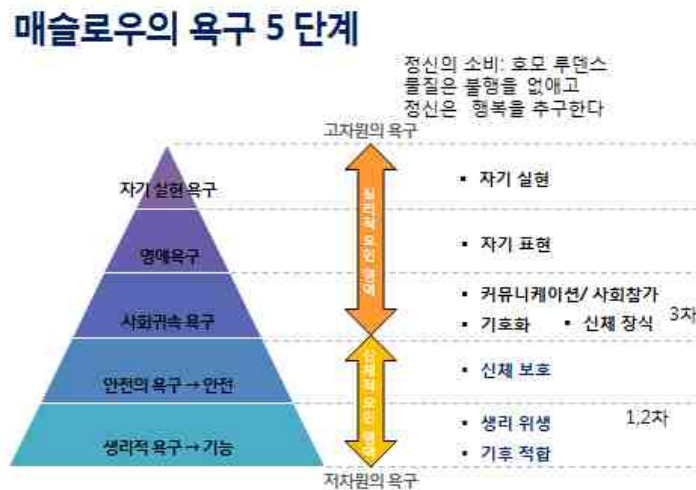 매슬로우의 욕구 5 단계
정신의 소비: 호모 루덴스
물질은 불행을 없애고
정신은 행복을 추구한다
고차원의 욕구
자기 실현 욕구
▪ 자기 실현
명예욕구
▪ 자기 표현
사회귀속 욕구
▪ 커뮤니케이션/ 사회참가
▪ 기호화 ▪ 신체 장식
3차
심리적 요인 영역
안전의 욕구 → 안전
▪ 신체 보호
생리적 욕구 → 기능
▪ 생리 위생
1,2차
▪ 기후 적합
신체적 요인 영역
저차원의 욕구